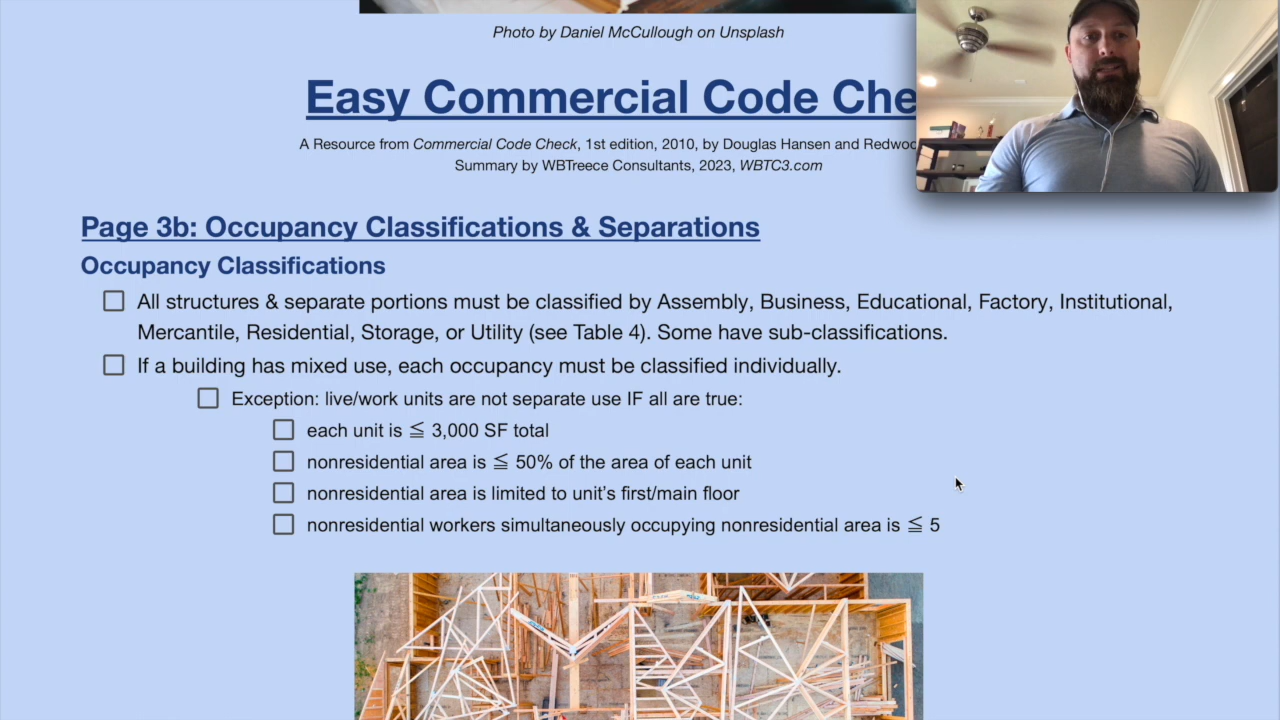 Photo by Daniel McCullough on Unsplash
Easy Commercial Code Che
A Resource from Commercial Code Check, 1st edition, 2010, by Douglas Hansen and Redwoo
Summary by WBTreece Consultants, 2023, WBTC3.com
Page 3b: Occupancy Classifications & Separations
Occupancy Classifications
All structures & separate portions must be classified by Assembly, Business, Educational, Factory, Institutional,
Mercantile, Residential, Storage, or Utility (see Table 4). Some have sub-classifications.
If a building has mixed use, each occupancy must be classified individually.
Exception: live/work units are not separate use IF all are true:
each unit is ≦ 3,000 SF total
nonresidential area is ≦ 50% of the area of each unit
nonresidential area is limited to unit’s first/main floor
nonresidential workers simultaneously occupying nonresidential area is ≦ 5